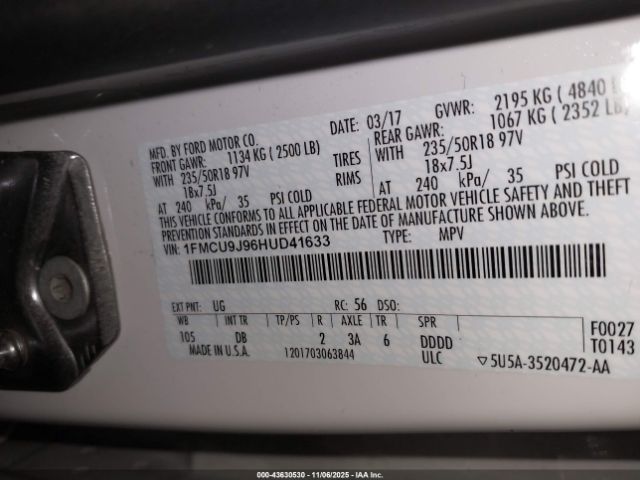 MFD. BY FORD MOTOR CO. DATE: 03/17 GVWR: 2195 KG ( 4840
FRONT GAWR: 1134 KG ( 2500 LB) REAR GAWR: 1067 KG ( 2352 LB)
WITH 235/50R18 97V TIRES WITH 235/50R18 97V
18x7.5J RIMS 18x7.5J
AT 240 kPa/ 35 PSI COLD AT 240 kPa/ 35 PSI COLD
THIS VEHICLE CONFORMS TO ALL APPLICABLE FEDERAL MOTOR VEHICLE SAFETY AND THEFT
PREVENTION STANDARDS IN EFFECT ON THE DATE OF MANUFACTURE SHOWN ABOVE.
VIN: 1FMCU9J96HUD41633 TYPE: MPV
EXT PNT: UG RC: 56 DSO:
WB INT TR TP/PS R AXLE TR SPR
105 DB 2 3A 6 DDDD
F0027
T0143
MADE IN U.S.A. 1201703063844 ULC ▽5U5A-3520472-AA
000-43630530 - 11/06/2025 - IAAI.COM